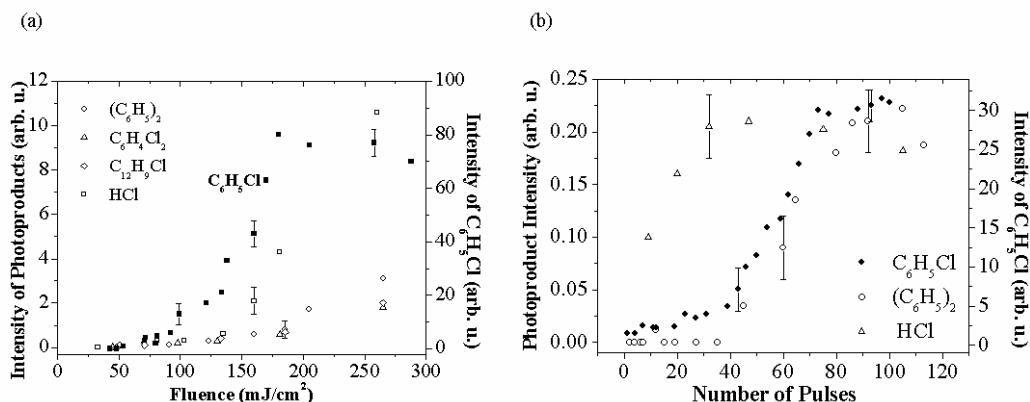 (a)
(b)
Intensity of Photoproducts (arb. u.)
12
10
8
6
4
2
0
(C6H5)2
C6H4Cl2
C12H9Cl
HCl
C6H5Cl
100
80
60
40
20
0
Intensity of C6H5Cl (arb. u.)
0 50 100 150 200 250 300
Fluence (mJ/cm²)
Photoproduct Intensity (arb. u.)
0.25
0.20
0.15
0.10
0.05
0.00
C6H5Cl
(C6H5)2
HCl
30
25
20
15
10
5
0
Intensity of C6H5Cl (arb. u.)
0 20 40 60 80 100 120
Number of Pulses